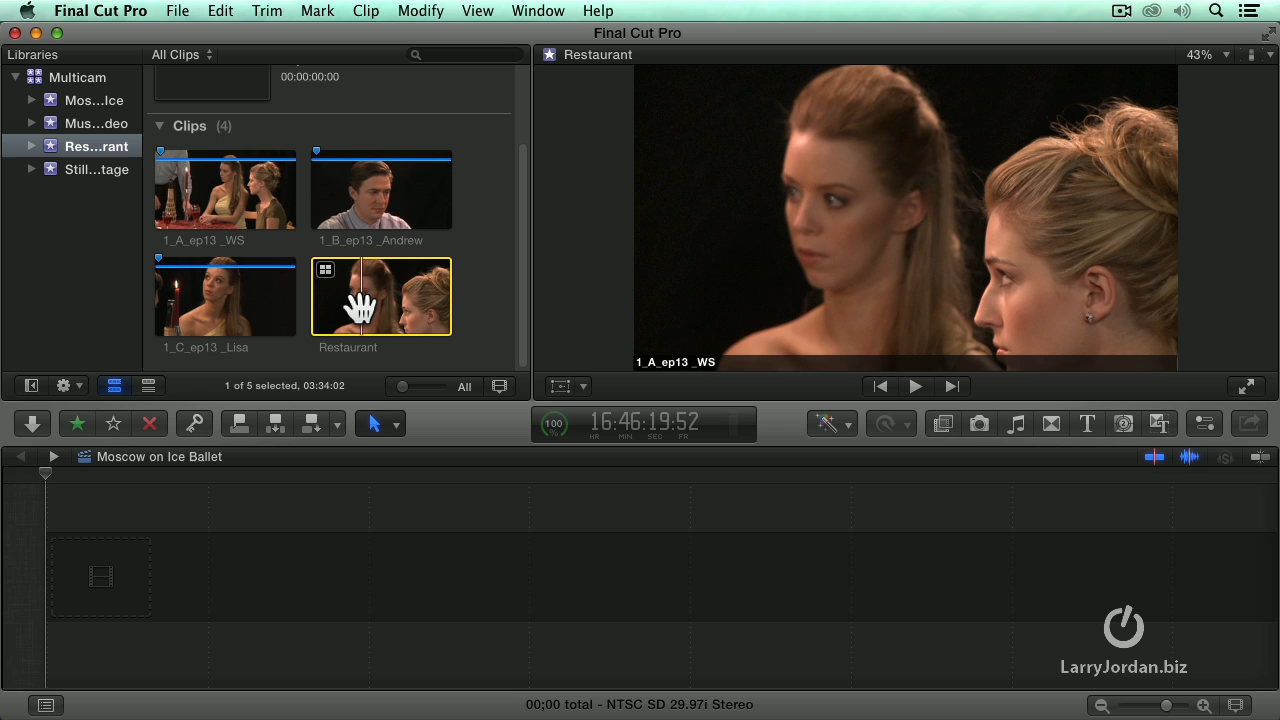 Final Cut Pro File Edit Trim Mark Clip Modify View Window Help
Final Cut Pro
Libraries
All Clips
Restaurant
43%
Multicam
Mos...Ice
Mus...deo
Res...rant
Still...tage
00:00:00:00
Clips (4)
1_A_ep13 _WS
1_B_ep13 _Andrew
1_C_ep13 _Lisa
Restaurant
1_A_ep13 _WS
1 of 5 selected, 03:34:02
All
100
%
16:46:19:52
HR MIN SEC FR
Moscow on Ice Ballet
LarryJordan.biz
00;00 total - NTSC SD 29.97i Stereo